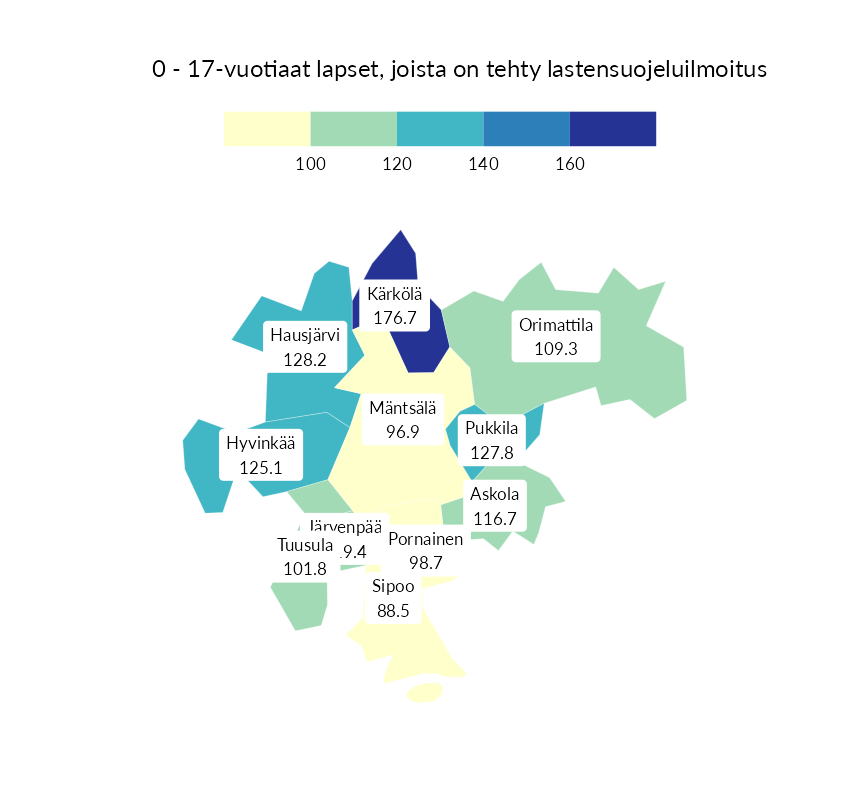 0 - 17-vuotiaat lapset, joista on tehty lastensuojeluilmoitus
100 120 140 160
Kärkölä
176.7
Orimattila
109.3
Hausjärvi
128.2
Mäntsälä
96.9
Pukkila
127.8
Hyvinkää
125.1
Askola
116.7
Järvenpää
9.4
Pornainen
98.7
Tuusula
101.8
Sipoo
88.5